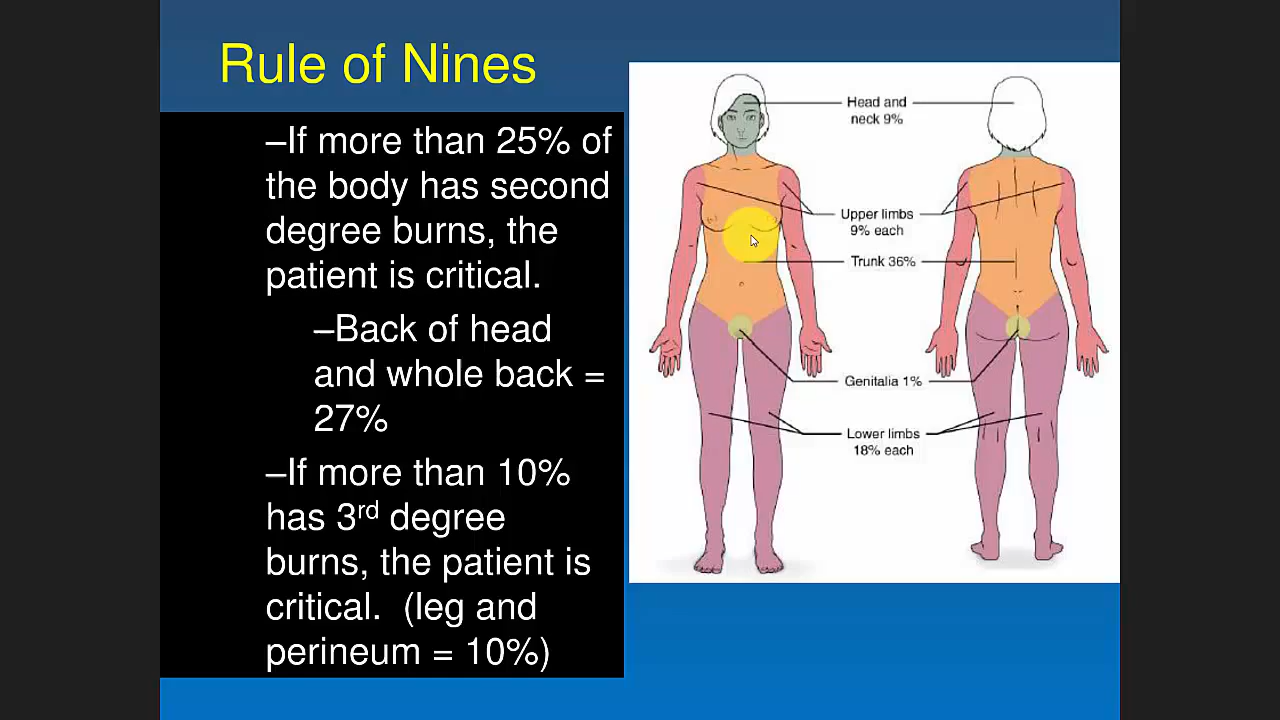 Rule of Nines
–If more than 25% of
the body has second
degree burns, the
patient is critical.
–Back of head
and whole back =
27%
–If more than 10%
has 3rd degree
burns, the patient is
critical. (leg and
perineum = 10%)
Head and
neck 9%
Upper limbs
9% each
Trunk 36%
Genitalia 1%
Lower limbs
18% each